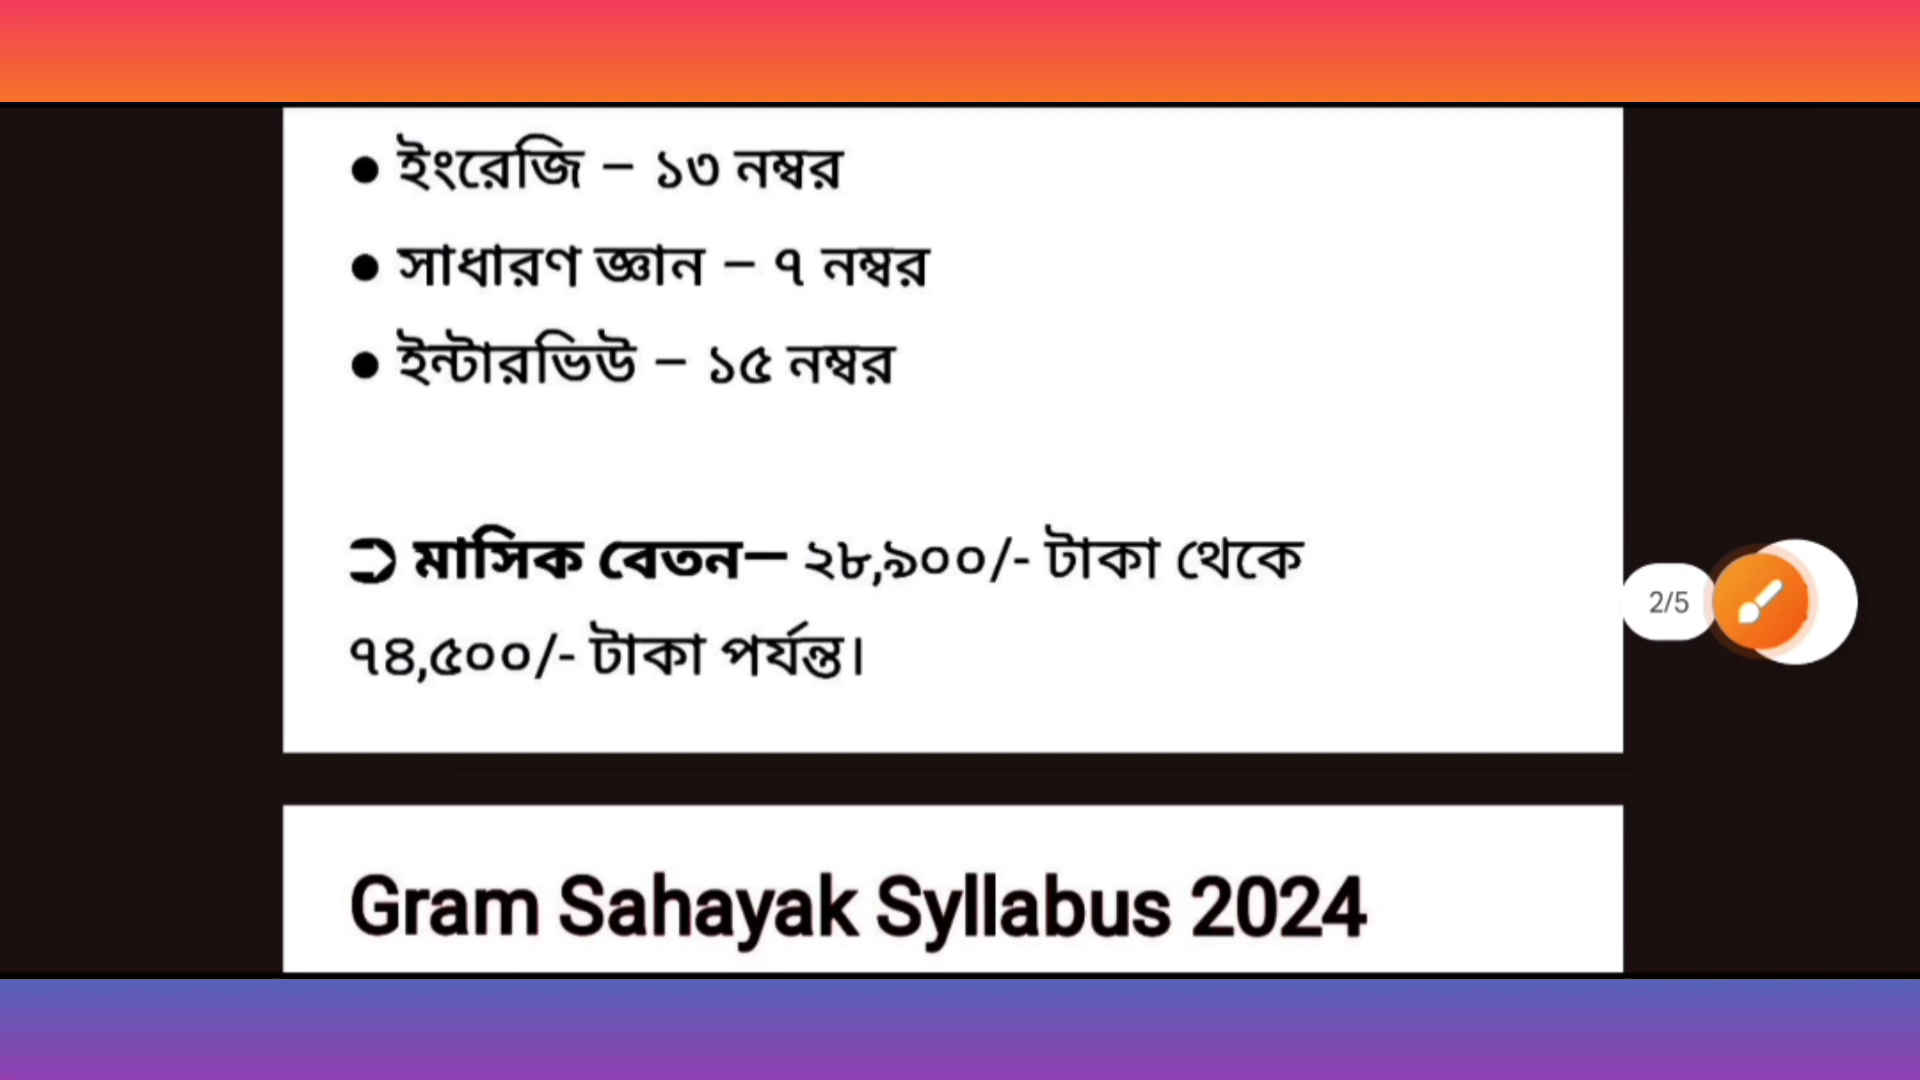 ● ইংরেজি – ১৩ নম্বর
● সাধারণ জ্ঞান – ৭ নম্বর
● ইন্টারভিউ – ১৫ নম্বর
➲ মাসিক বেতন– ২৮,৯০০/- টাকা থেকে
৭৪,৫০০/- টাকা পর্যন্ত।
2/5
Gram Sahayak Syllabus 2024